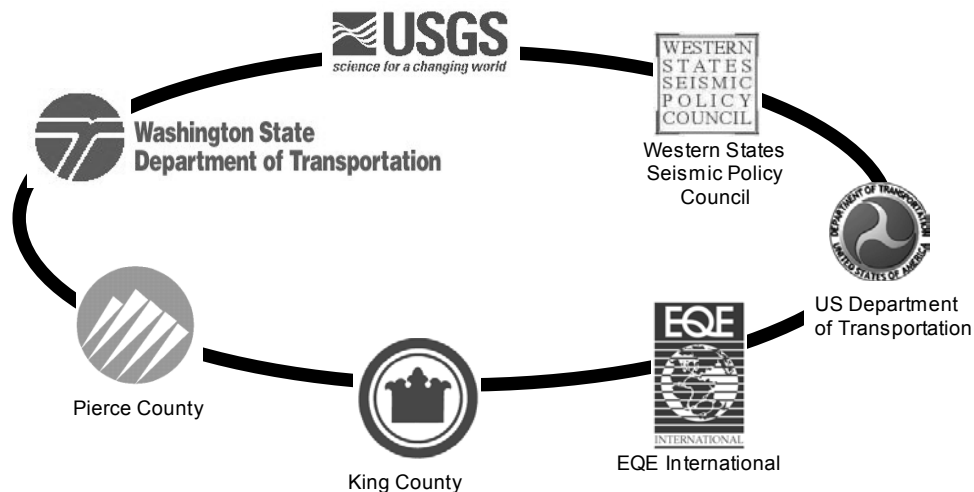 USGS
science for a changing world
WESTERN
STATES
SEISMIC
POLICY
COUNCIL
Western States
Seismic Policy
Council
Washington State
Department of Transportation
DEPARTMENT OF TRANSPORTATION
UNITED STATES OF AMERICA
US Department
of Transportation
EQE
INTERNATIONAL
EQE International
Pierce County
King County